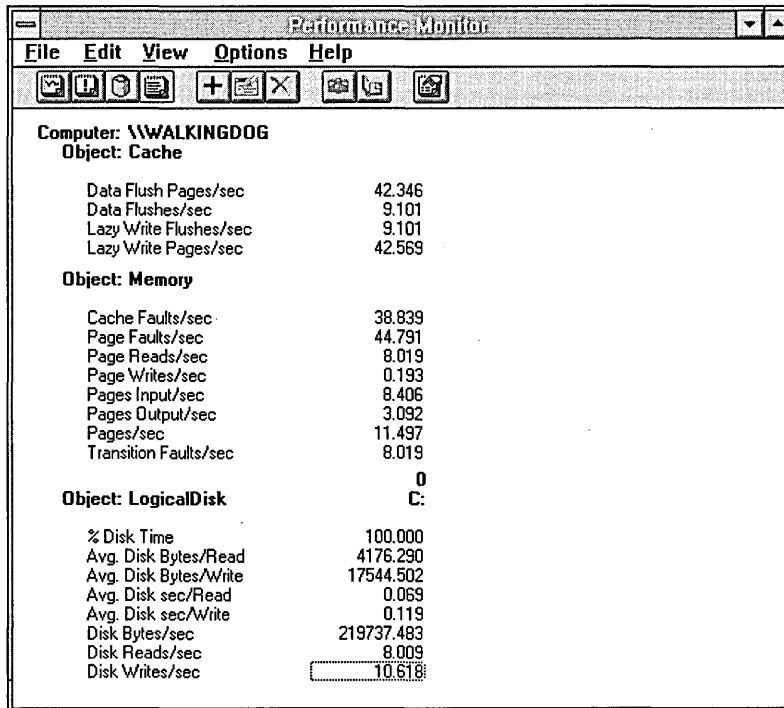 Performance Monitor
File Edit View Options Help
Computer: \\WALKINGDOG
Object: Cache
Data Flush Pages/sec 42.346
Data Flushes/sec 9.101
Lazy Write Flushes/sec 9.101
Lazy Write Pages/sec 42.569
Object: Memory
Cache Faults/sec 38.839
Page Faults/sec 44.791
Page Reads/sec 8.019
Page Writes/sec 0.193
Pages Input/sec 8.406
Pages Output/sec 3.092
Pages/sec 11.497
Transition Faults/sec 8.019
0
Object: LogicalDisk C:
% Disk Time 100.000
Avg. Disk Bytes/Read 4176.290
Avg. Disk Bytes/Write 17544.502
Avg. Disk sec/Read 0.069
Avg. Disk sec/Write 0.119
Disk Bytes/sec 219737.483
Disk Reads/sec 8.009
Disk Writes/sec 10.618